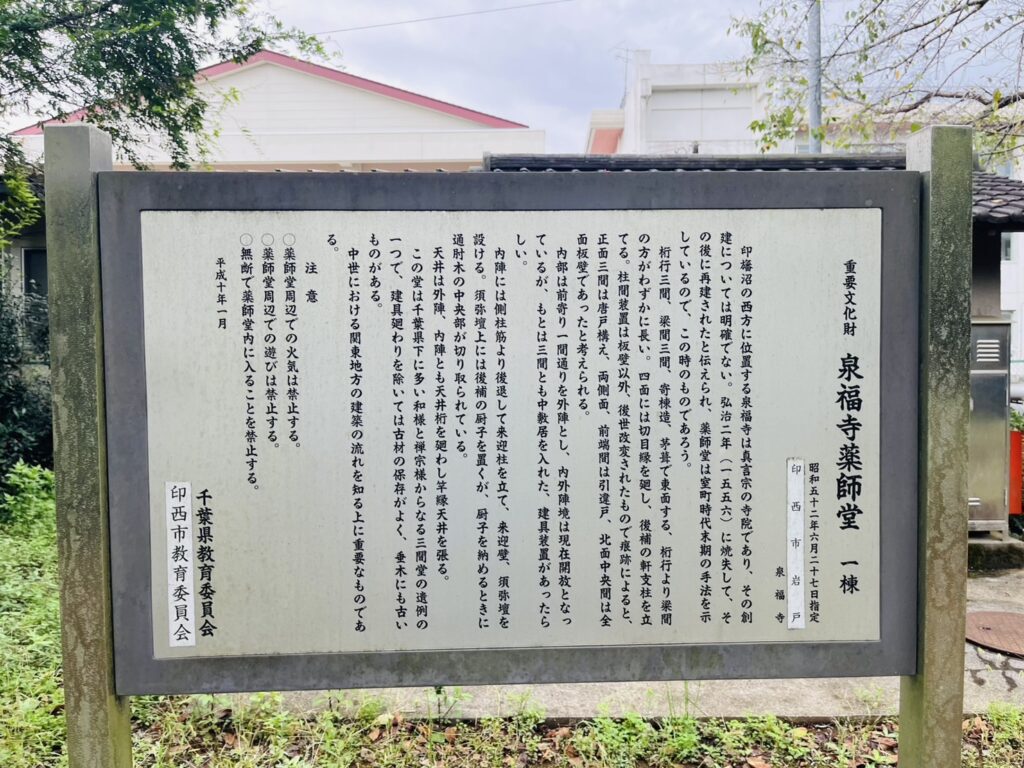 重要文化財　泉福寺薬師堂　一棟
昭和五十二年六月二十七日指定
印西市岩戸
泉福寺
印旛沼の西方に位置する泉福寺は真言宗の寺院であり、その創
建については明確でない。弘治二年（一五五六）に焼失して、そ
の後に再建されたと伝えられ、薬師堂は室町時代末期の手法を示
しているので、この時のものであろう。
桁行三間、梁間三間、寄棟造、茅葺で東面する、桁行より梁間
の方がわずかに長い。四面には切目縁を廻し、後補の軒支柱を立
てる。柱間装置は板壁以外、後世改変されたもので痕跡によると、
正面三間は唐戸構え、両側面、前端間は引違戸、北面中央間は全
面板壁であったと考えられる。
内部は前寄り一間通りを外陣とし、内外陣境は現在開放となっ
ているが、もとは三間とも中敷居を入れた、建具装置があったら
しい。
内陣には側柱筋より後退して来迎柱を立て、来迎壁、須弥壇を
設ける。須弥壇上には後補の厨子を置くが、厨子を納めるときに
通肘木の中央部が切り取られている。
天井は外陣、内陣とも天井桁を廻わし竿縁天井を張る。
この堂は千葉県下に多い和様と禅宗様からなる三間堂の遺例の
一つで、建具廻わりを除いては古材の保存がよく、垂木にも古い
ものがある。
中世における関東地方の建築の流れを知る上に重要なものであ
る。
注意
○薬師堂周辺での火気は禁止する。
○薬師堂周辺での遊びは禁止する。
○無断で薬師堂内に入ることを禁止する。
平成十年一月
千葉県教育委員会
印西市教育委員会